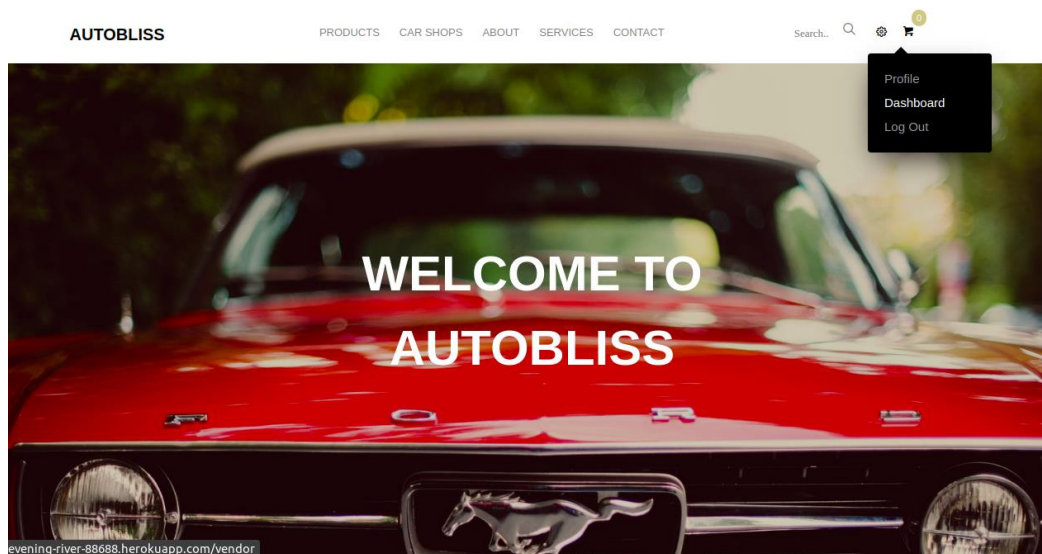 AUTOBLISS
PRODUCTS CAR SHOPS ABOUT SERVICES CONTACT
Search..
0
Profile
Dashboard
Log Out
WELCOME TO
AUTOBLISS
F O R D
evening-river-88688.herokuapp.com/vendor